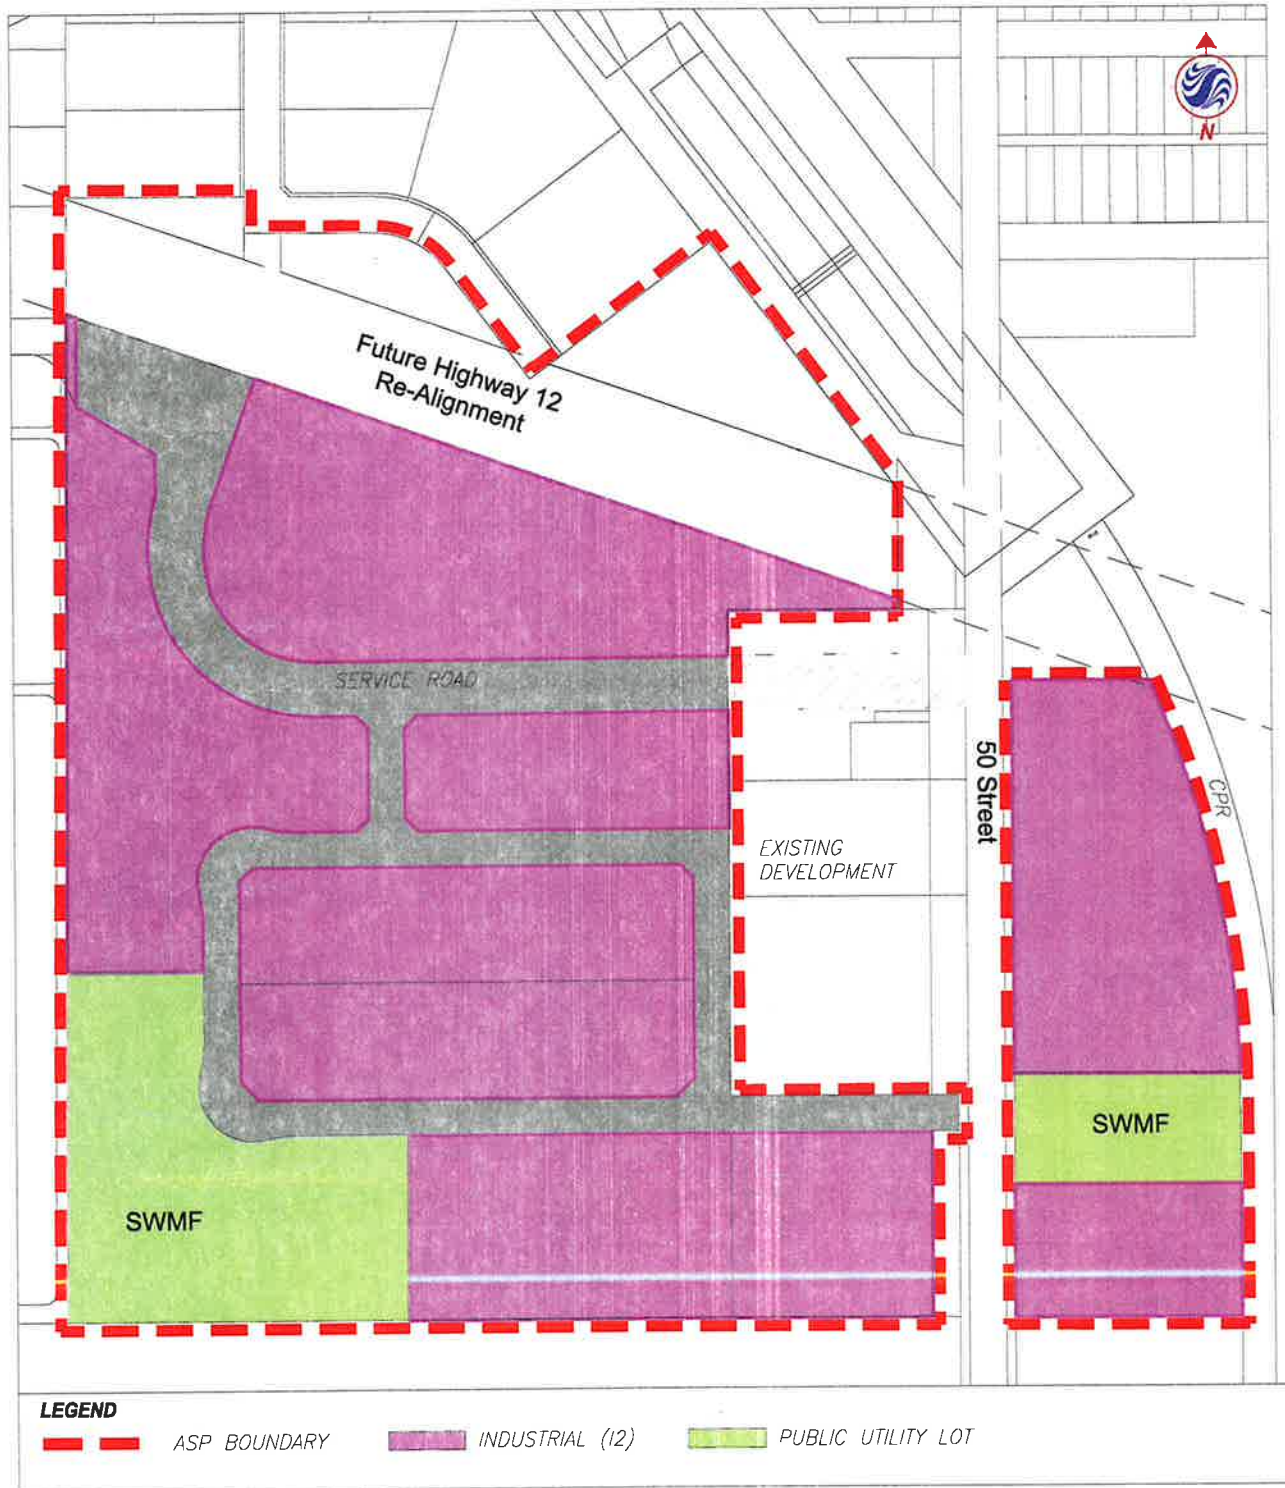 N
Future Highway 12
Re-Alignment
SERVICE ROAD
50 Street
CPR
EXISTING
DEVELOPMENT
SWMF
SWMF
LEGEND
ASP BOUNDARY
INDUSTRIAL (I2)
PUBLIC UTILITY LOT